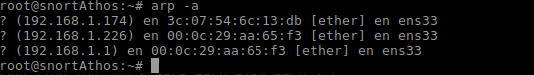 root@snortAthos:~# arp -a
? (192.168.1.174) en 3c:07:54:6c:13:db [ether] en ens33
? (192.168.1.226) en 00:0c:29:aa:65:f3 [ether] en ens33
? (192.168.1.1) en 00:0c:29:aa:65:f3 [ether] en ens33
root@snortAthos:~#